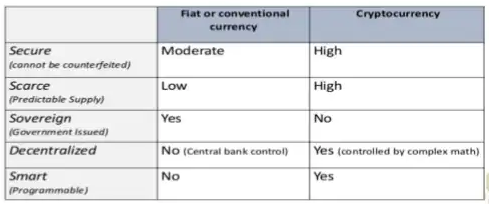 Fiat or conventional
currency
Cryptocurrency
Secure
(cannot be counterfeited)
Moderate
High
Scarce
(Predictable Supply)
Low
High
Sovereign
(Government Issued)
Yes
No
Decentralized
No (Central bank control)
Yes (controlled by complex math)
Smart
(Programmable)
No
Yes